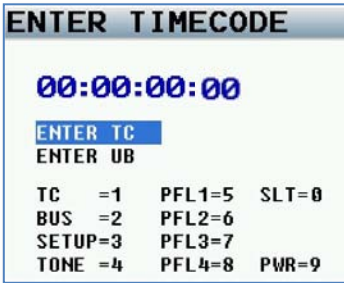 ENTER TIMECODE
00:00:00:00
ENTER TC
ENTER UB
TC =1 PFL1=5 SLT=0
BUS =2 PFL2=6
SETUP=3 PFL3=7
TONE =4 PFL4=8 PWR=9